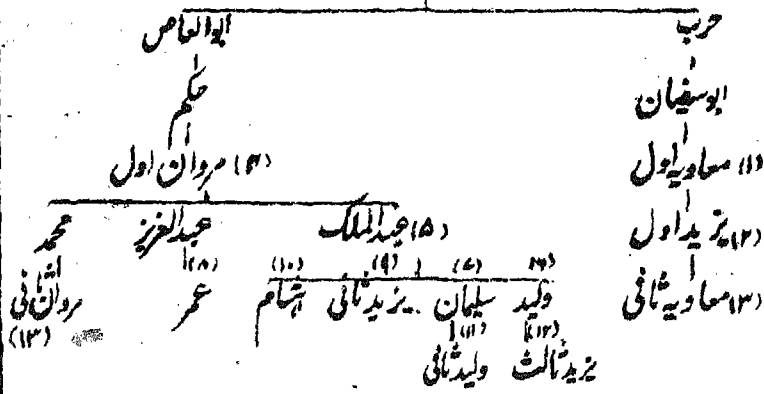 حرب ابوالعاص
ابوسفیان حکم
(۱) معاویہ اول (۴) مروان اول
(۲) یزید اول (۵) عبدالملک عبدالعزیز محمد
(۶) (۷) (۹) (۱۰) (۸)
(۳) معاویہ ثانی ولید سلیمان یزید ثانی ہشام عمر مروان ثانی
(۱۲) (۱۱) (۱۳)
یزید ثالث ولید ثانی